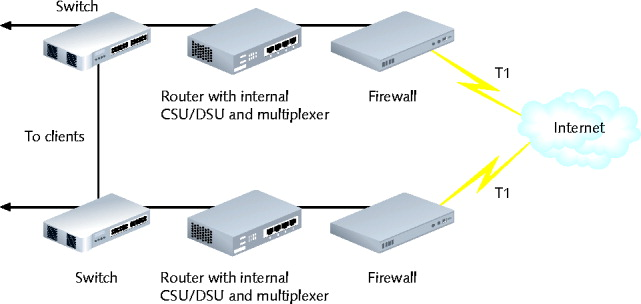 Switch
Router with internal
CSU/DSU and multiplexer
Firewall
T1
Internet
To clients
T1
Switch
Router with internal
CSU/DSU and multiplexer
Firewall